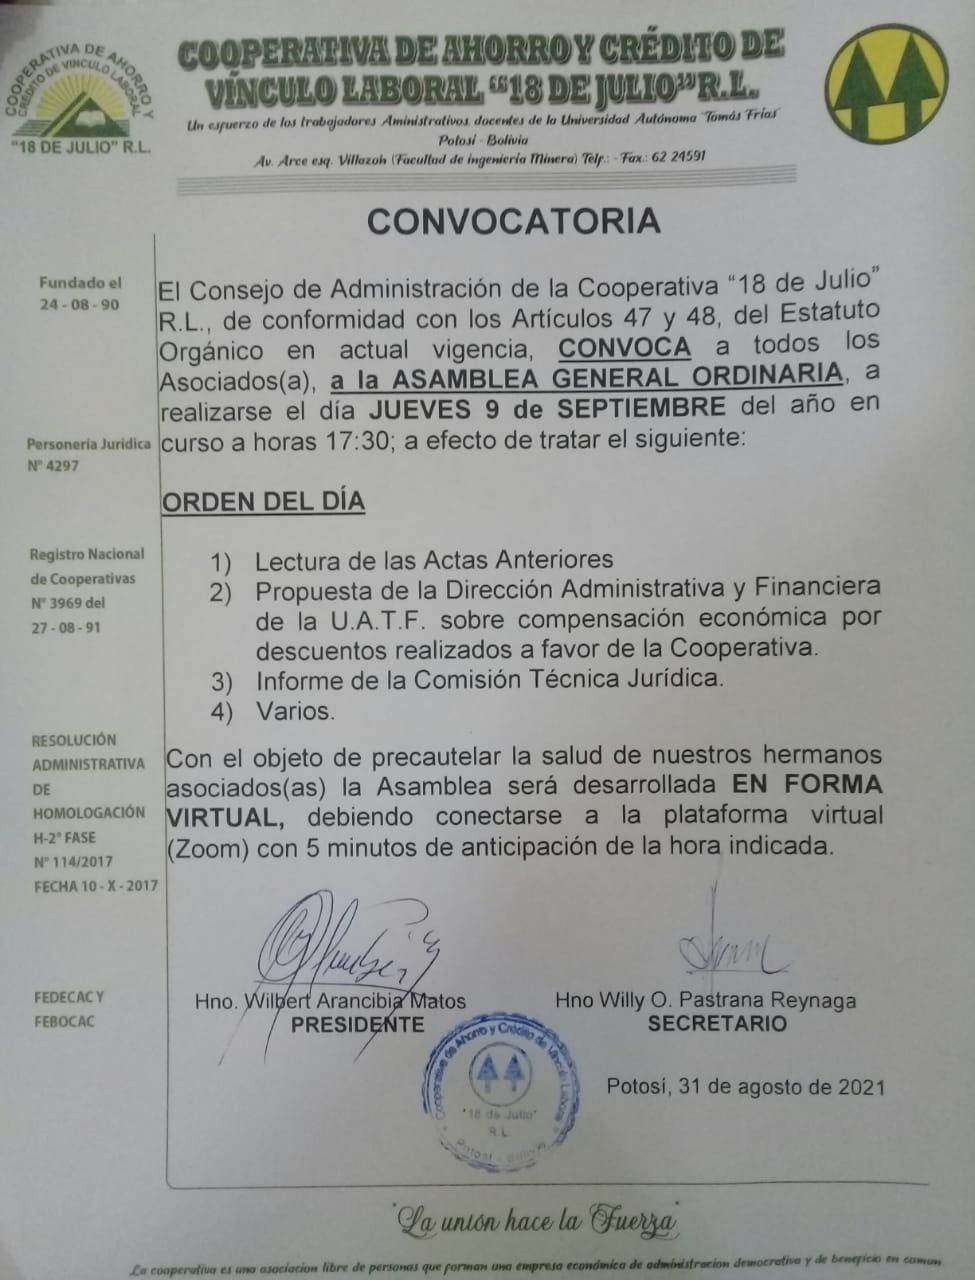 COOPERATIVA DE AHORRO Y
CRÉDITO DE VINCULO LABORAL
"18 DE JULIO" R.L.
COOPERATIVA DE AHORRO Y CRÉDITO DE
VÍNCULO LABORAL "18 DE JULIO" R.L.
Un esfuerzo de los trabajadores Aministrativos, docentes de la Universidad Autónoma "Tomás Frías"
Potosí - Bolivia
Av. Arce esq. Villazon (Facultad de ingeniería Minera) Telf.: - Fax.: 62 24591
CONVOCATORIA
Fundado el
24 - 08 - 90
Personería Jurídica
N° 4297
Registro Nacional
de Cooperativas
N° 3969 del
27 - 08 - 91
RESOLUCIÓN
ADMINISTRATIVA
DE
HOMOLOGACIÓN
H-2° FASE
N° 114/2017
FECHA 10 - X - 2017
FEDECAC Y
FEBOCAC
El Consejo de Administración de la Cooperativa "18 de Julio"
R.L., de conformidad con los Artículos 47 y 48, del Estatuto
Orgánico en actual vigencia, CONVOCA a todos los
Asociados(a), a la ASAMBLEA GENERAL ORDINARIA, a
realizarse el día JUEVES 9 de SEPTIEMBRE del año en
curso a horas 17:30; a efecto de tratar el siguiente:
ORDEN DEL DÍA
1) Lectura de las Actas Anteriores
2) Propuesta de la Dirección Administrativa y Financiera
de la U.A.T.F. sobre compensación económica por
descuentos realizados a favor de la Cooperativa.
3) Informe de la Comisión Técnica Jurídica.
4) Varios.
Con el objeto de precautelar la salud de nuestros hermanos
asociados(as) la Asamblea será desarrollada EN FORMA
VIRTUAL, debiendo conectarse a la plataforma virtual
(Zoom) con 5 minutos de anticipación de la hora indicada.
Hno. Wilbert Arancibia Matos
PRESIDENTE
Hno Willy O. Pastrana Reynaga
SECRETARIO
Cooperativa de Ahorro y Crédito de Vínculo Laboral
"18 de Julio"
R.L.
Potosí - Bolivia
Potosí, 31 de agosto de 2021
"La unión hace la Fuerza"
La cooperativa es una asociacion libre de personas que forman una empresa económica de administracion democrativa y de beneficio en comun